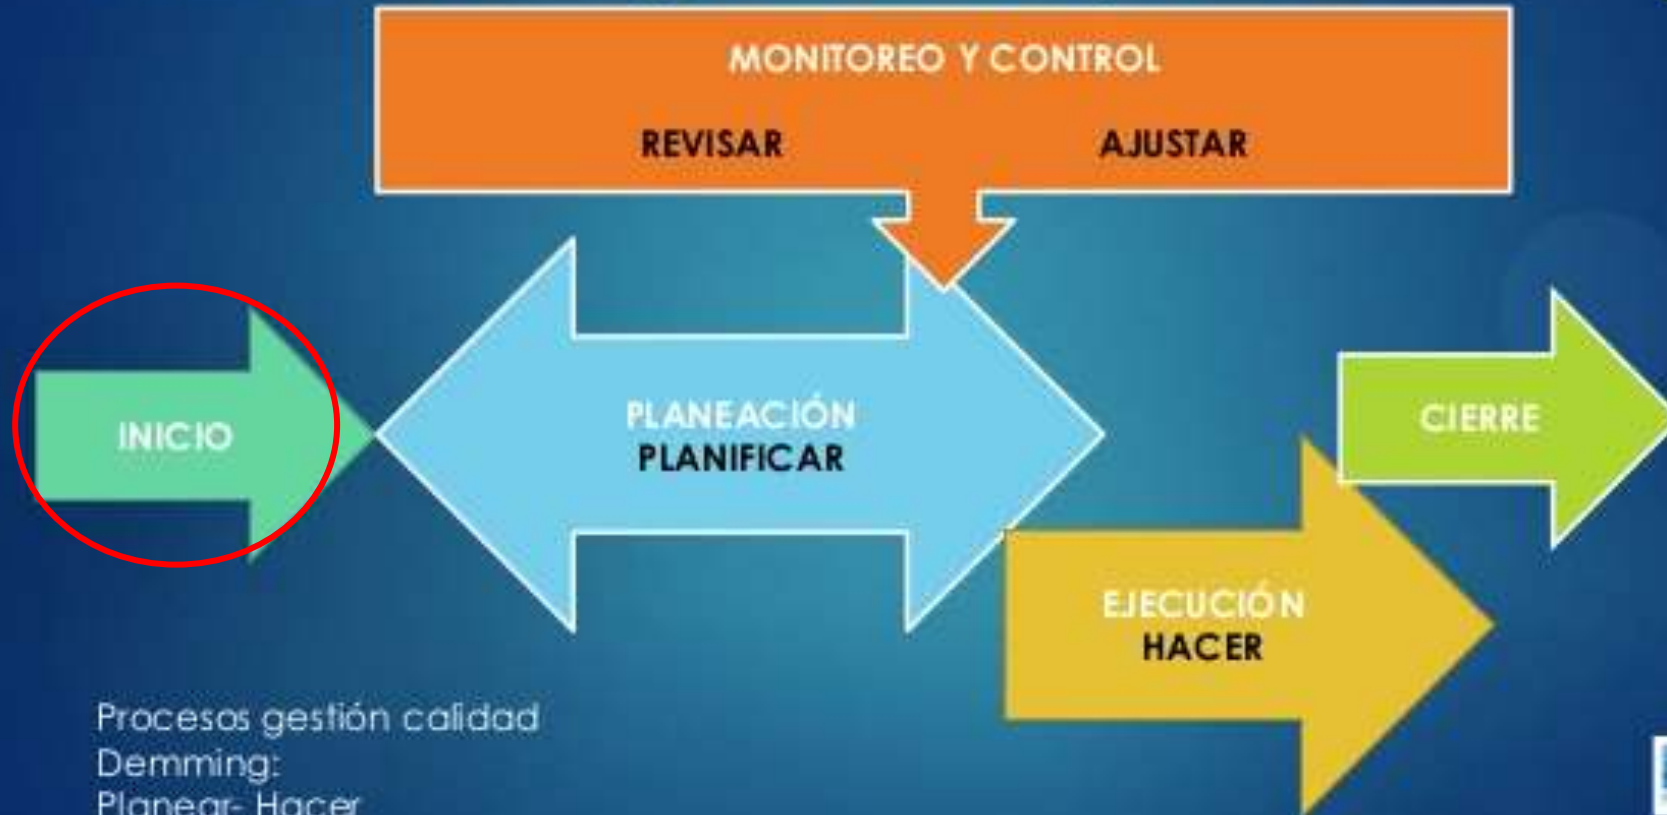 MONITOREO Y CONTROL
REVISAR AJUSTAR
INICIO
PLANEACIÓN
PLANIFICAR
CIERRE
EJECUCIÓN
HACER
Procesos gestión calidad
Demming:
Planear- Hacer